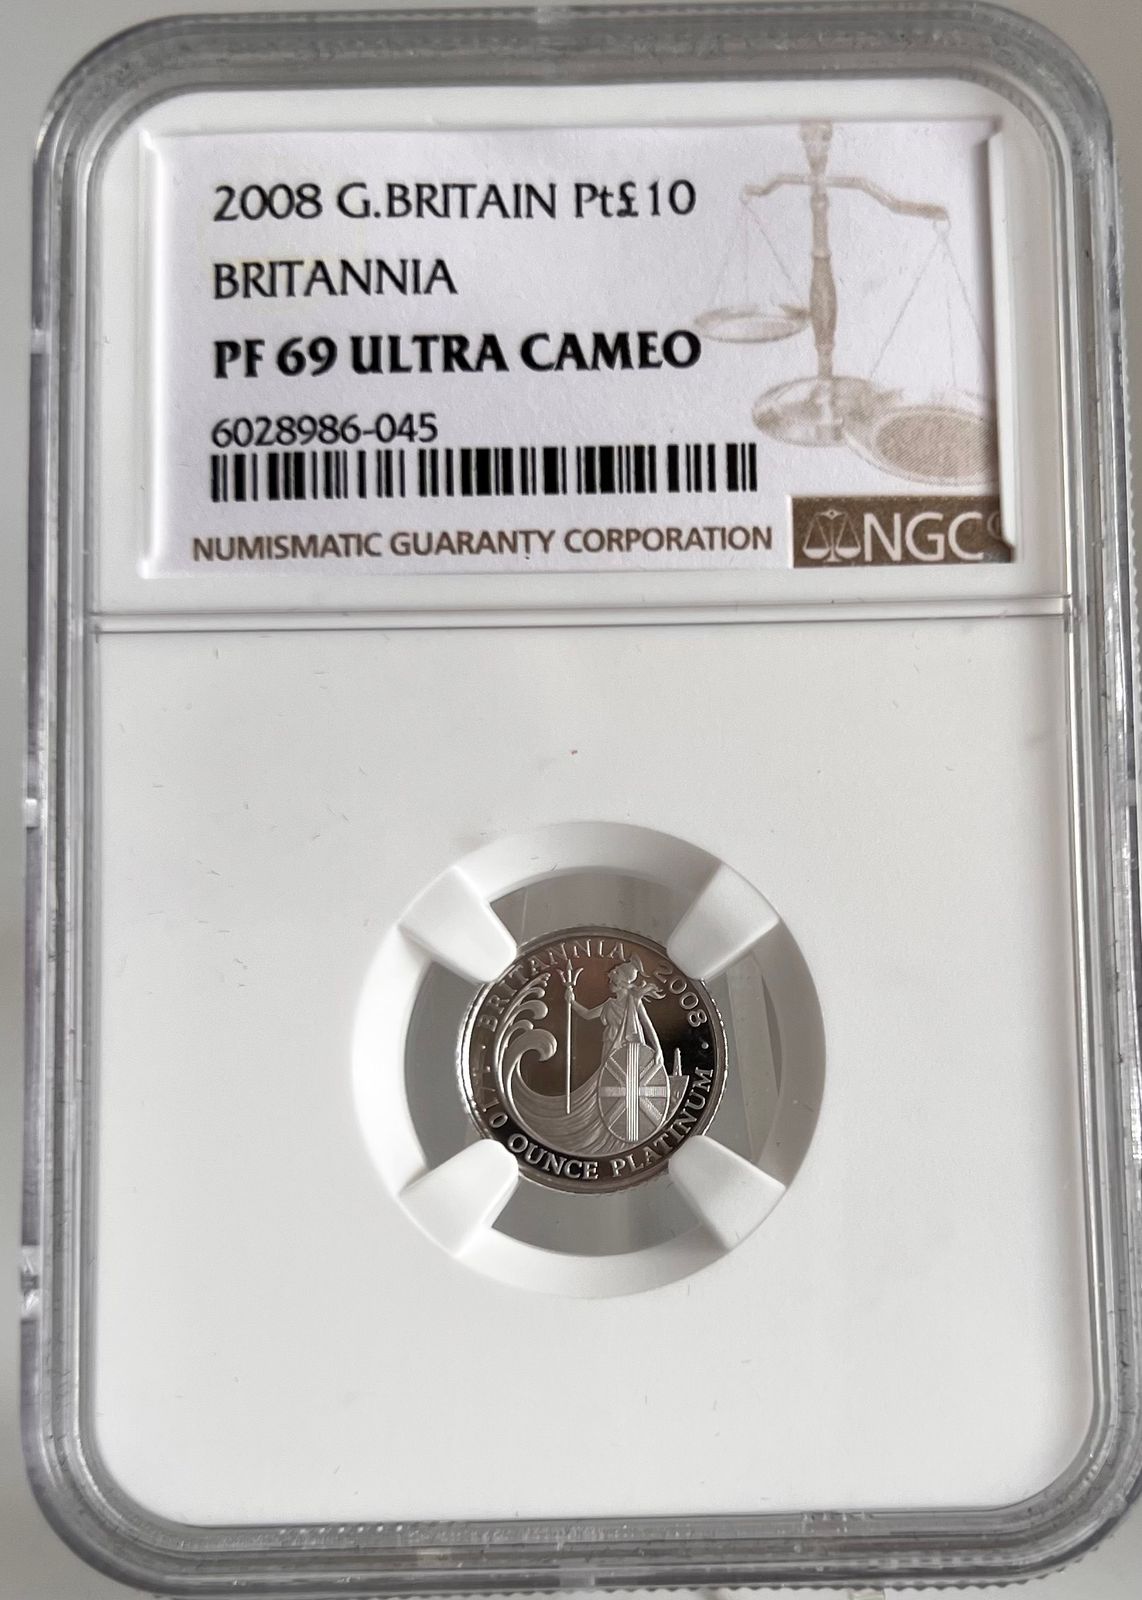 2008 G.BRITAIN Pt£10
BRITANNIA
PF 69 ULTRA CAMEO
6028986-045
NUMISMATIC GUARANTY CORPORATION
NGC
BRITANNIA 2008
1/10 OUNCE PLATINUM